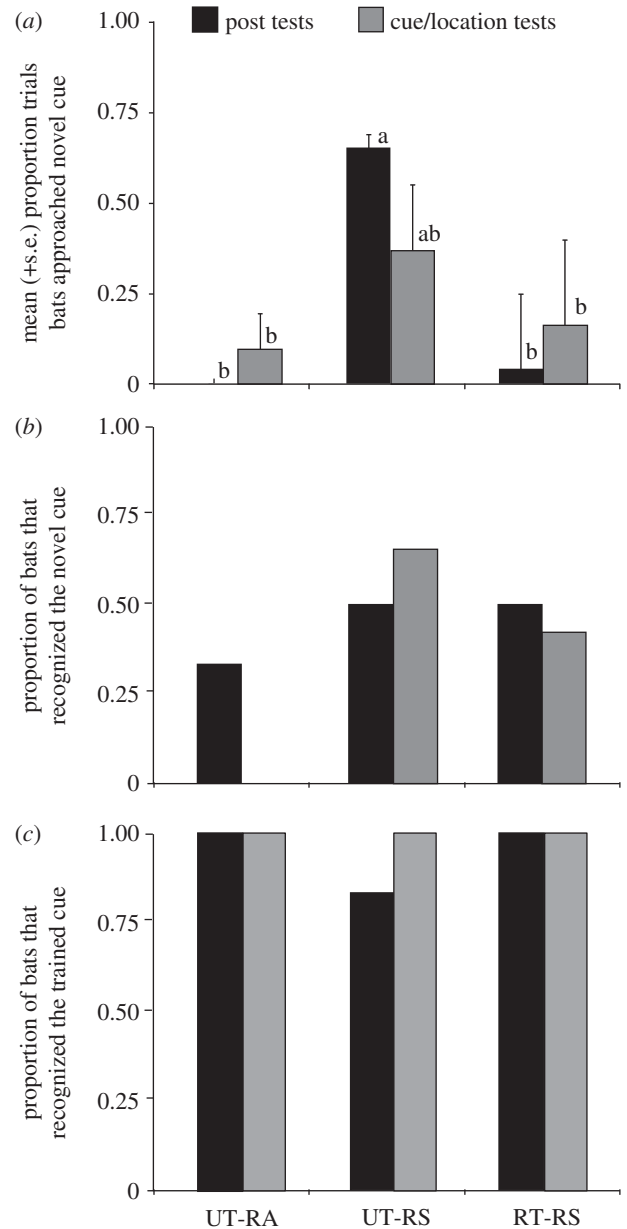 (a)
1.00
post tests
cue/location tests
mean (+s.e.) proportion trials
bats approached novel cue
0.75
0.50
0.25
0
b
b
a
ab
b
b
(b)
1.00
proportion of bats that
recognized the novel cue
0.75
0.50
0.25
0
(c)
1.00
proportion of bats that
recognized the trained cue
0.75
0.50
0.25
0
UT-RA
UT-RS
RT-RS